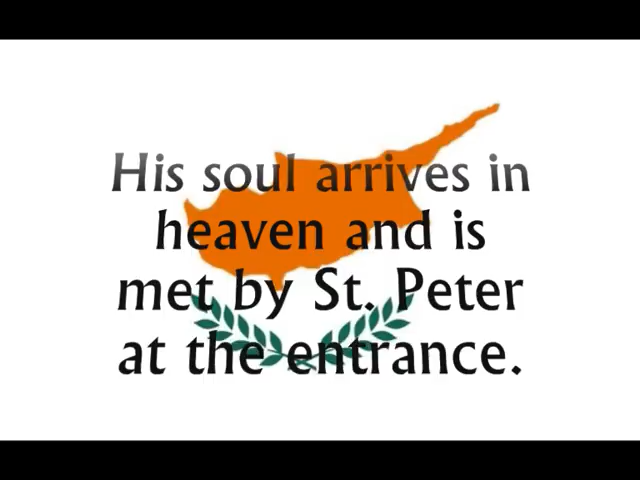 His soul arrives in
heaven and is
met by St. Peter
at the entrance.